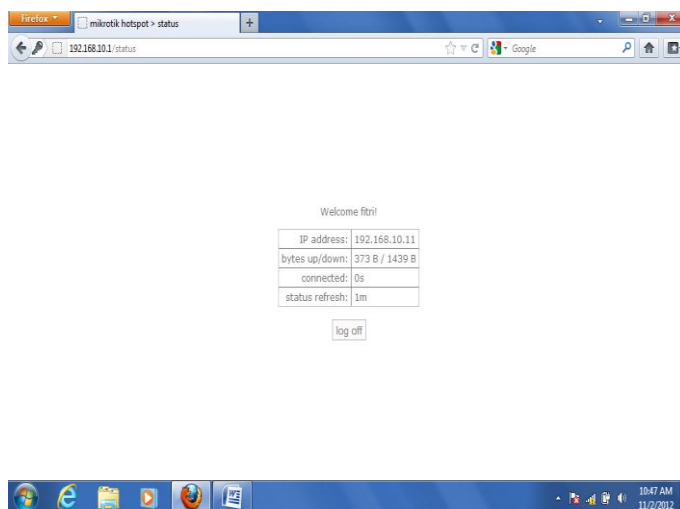 Firefox
mikrotik hotspot > status
192.168.10.1/status
Google
Welcome fitri!
IP address: 192.168.10.11
bytes up/down: 373 B / 1439 B
connected: 0s
status refresh: 1m
log off
10:47 AM
11/2/2012